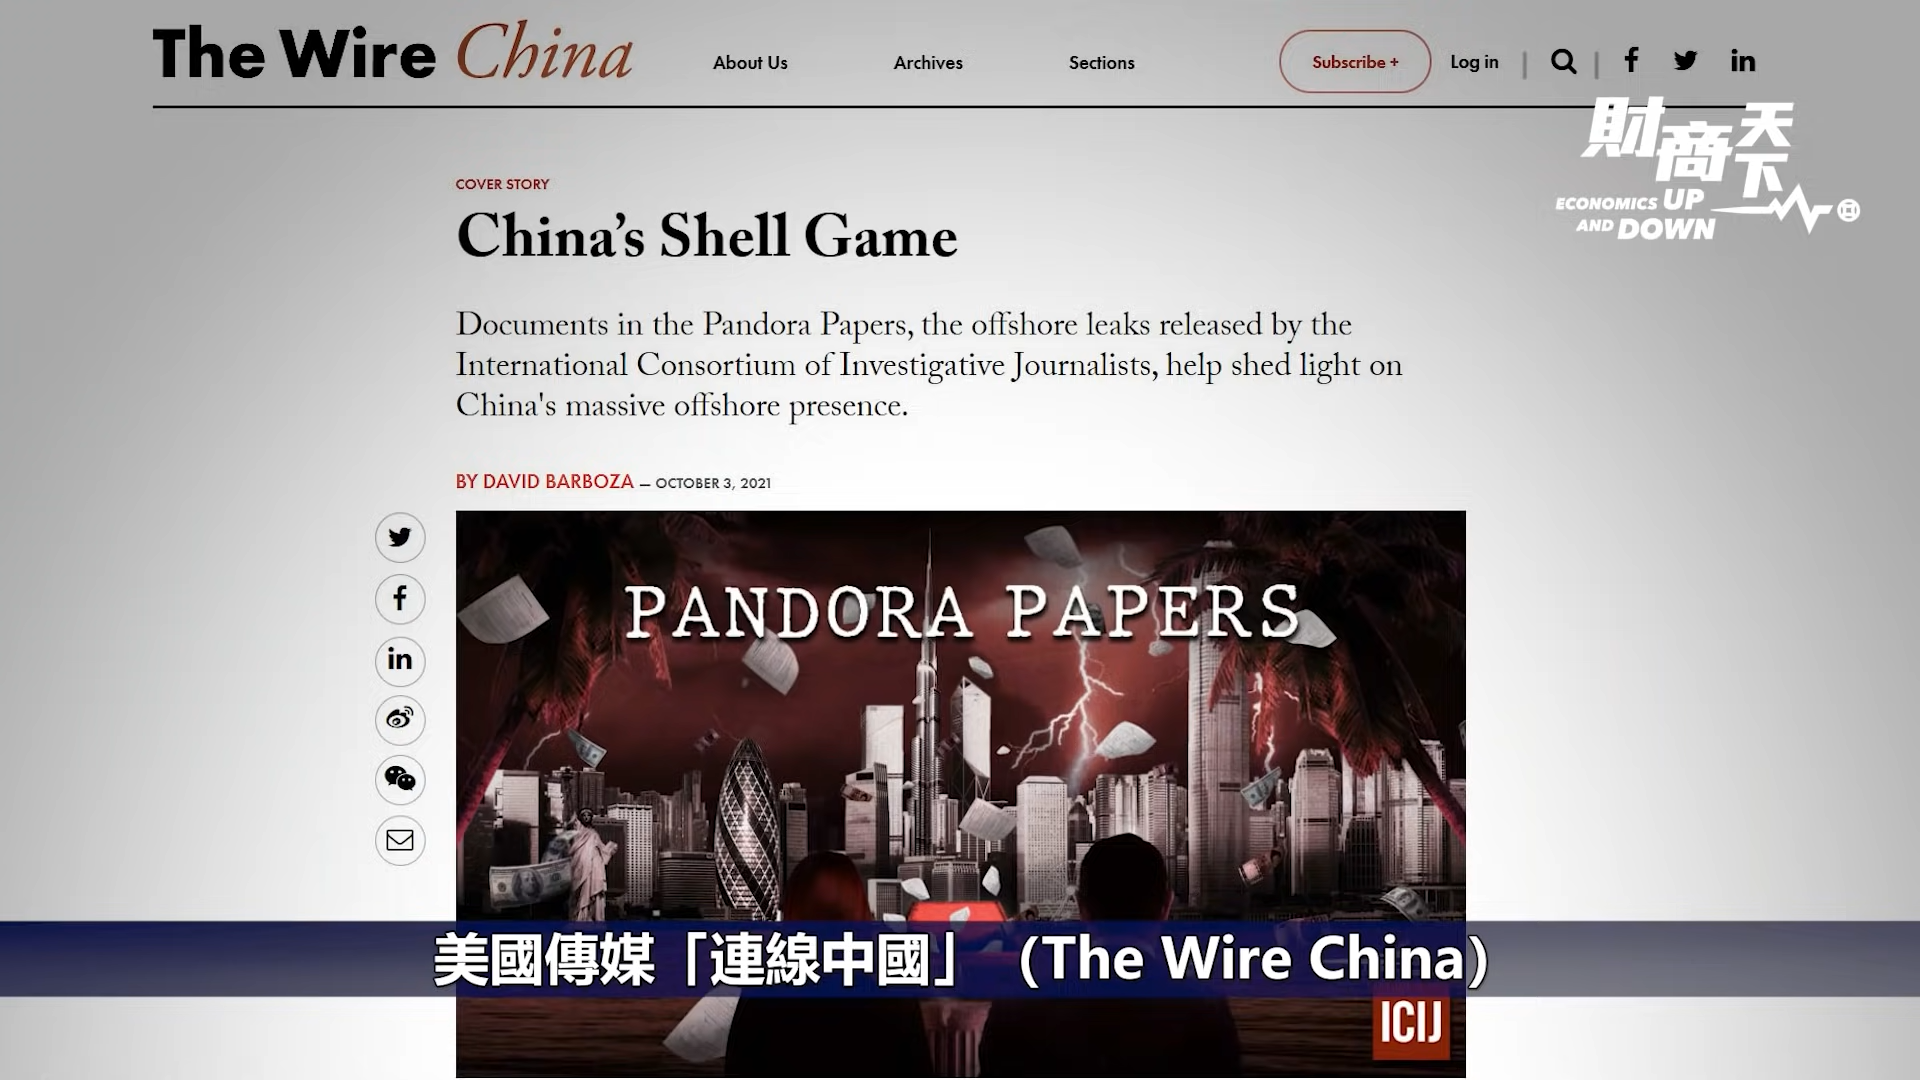 The Wire China
About Us
Archives
Sections
Subscribe +
Log in
財商天下
ECONOMICS UP
AND DOWN
COVER STORY
China’s Shell Game
Documents in the Pandora Papers, the offshore leaks released by the
International Consortium of Investigative Journalists, help shed light on
China's massive offshore presence.
BY DAVID BARBOZA — OCTOBER 3, 2021
PANDORA PAPERS
美國傳媒「連線中國」（The Wire China）
ICIJ